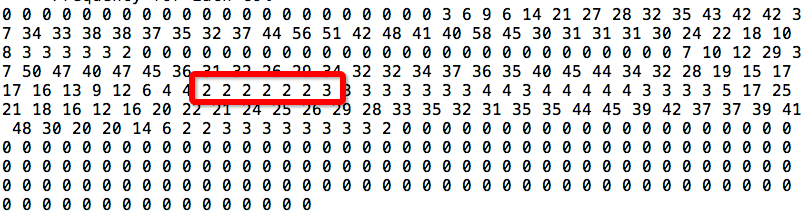 0 0 0 0 0 0 0 0 0 0 0 0 0 0 0 0 0 0 0 0 0 0 0 0 3 6 9 6 14 21 27 28 32 35 43 42 42 3
7 34 33 38 38 37 35 32 37 44 56 51 42 48 41 40 58 45 30 31 31 31 30 24 22 18 10
8 3 3 3 3 3 2 0 0 0 0 0 0 0 0 0 0 0 0 0 0 0 0 0 0 0 0 0 0 0 0 0 0 0 0 0 7 10 12 29 3
7 50 47 40 47 45 36 31 32 26 29 34 32 32 34 37 36 35 40 45 44 34 32 28 19 15 17
17 16 13 9 12 6 4 4 2 2 2 2 2 2 3 3 3 3 3 3 3 3 4 4 3 4 4 4 4 4 3 3 3 3 5 17 25
21 18 16 12 16 20 22 21 24 25 26 29 28 33 35 32 31 35 35 44 45 39 42 37 37 39 41
48 30 20 20 14 6 2 2 3 3 3 3 3 3 3 3 3 2 0 0 0 0 0 0 0 0 0 0 0 0 0 0 0 0 0 0 0 0
0 0 0 0 0 0 0 0 0 0 0 0 0 0 0 0 0 0 0 0 0 0 0 0 0 0 0 0 0 0 0 0 0 0 0 0 0 0 0 0 0 0 0
0 0 0 0 0 0 0 0 0 0 0 0 0 0 0 0 0 0 0 0 0 0 0 0 0 0 0 0 0 0 0 0 0 0 0 0 0 0 0 0 0 0 0
0 0 0 0 0 0 0 0 0 0 0 0 0 0 0 0 0 0 0 0 0 0 0 0 0 0 0 0 0 0 0 0 0 0 0 0 0 0 0 0 0 0 0
0 0 0 0 0 0 0 0 0 0 0 0 0 0 0 0 0